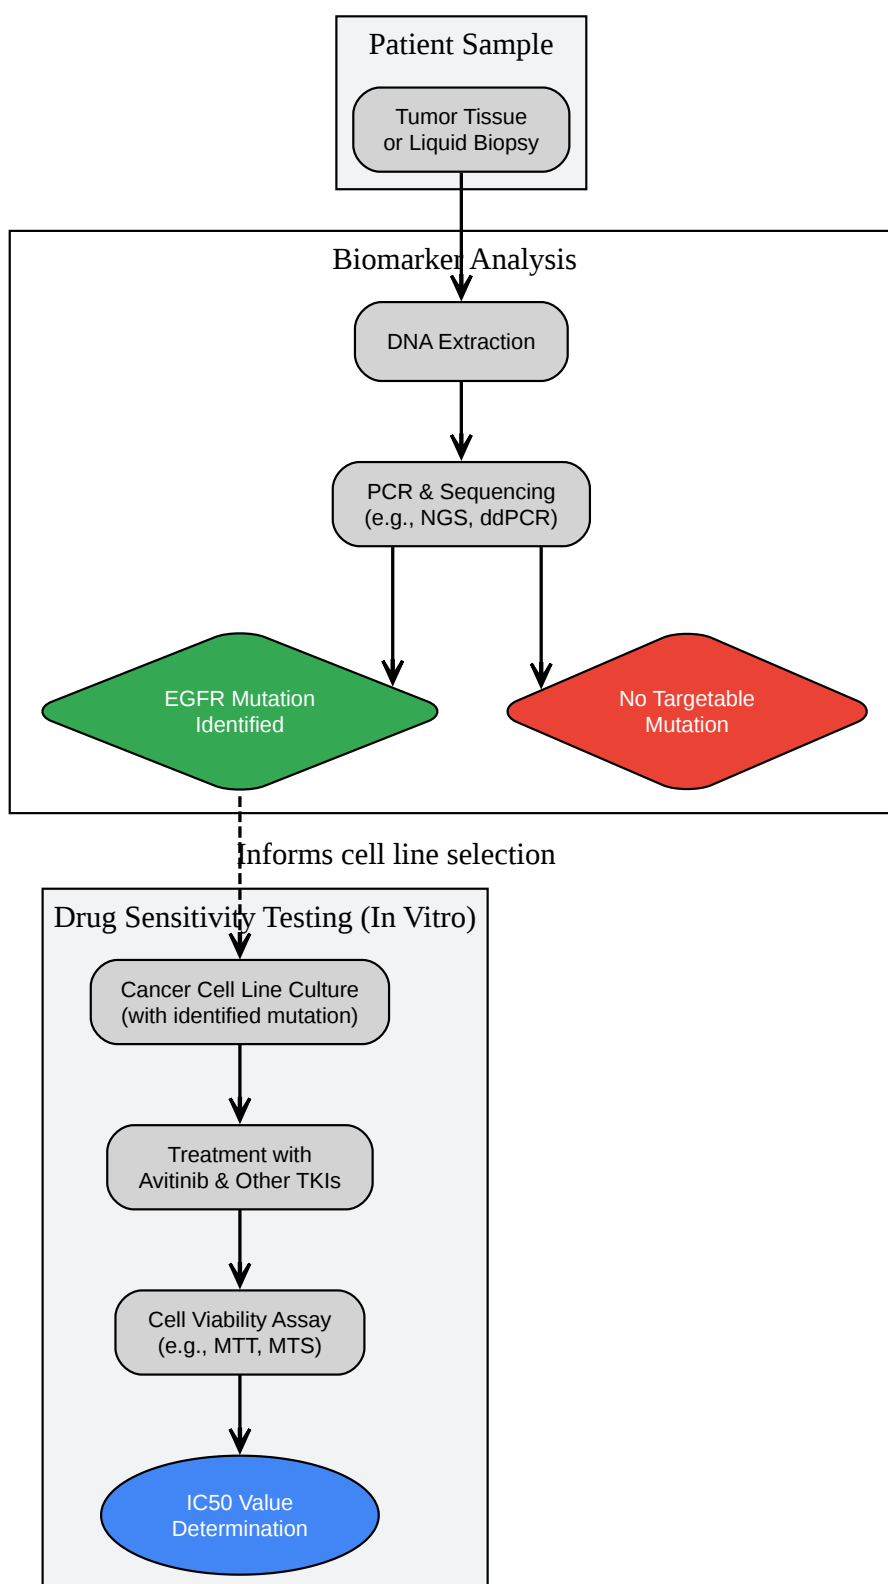 Patient Sample
Tumor Tissue
or Liquid Biopsy
Biomarker Analysis
DNA Extraction
PCR & Sequencing
(e.g., NGS, ddPCR)
EGFR Mutation
Identified
No Targetable
Mutation
Informs cell line selection
Drug Sensitivity Testing (In Vitro)
Cancer Cell Line Culture
(with identified mutation)
Treatment with
Avitinib & Other TKIs
Cell Viability Assay
(e.g., MTT, MTS)
IC50 Value
Determination